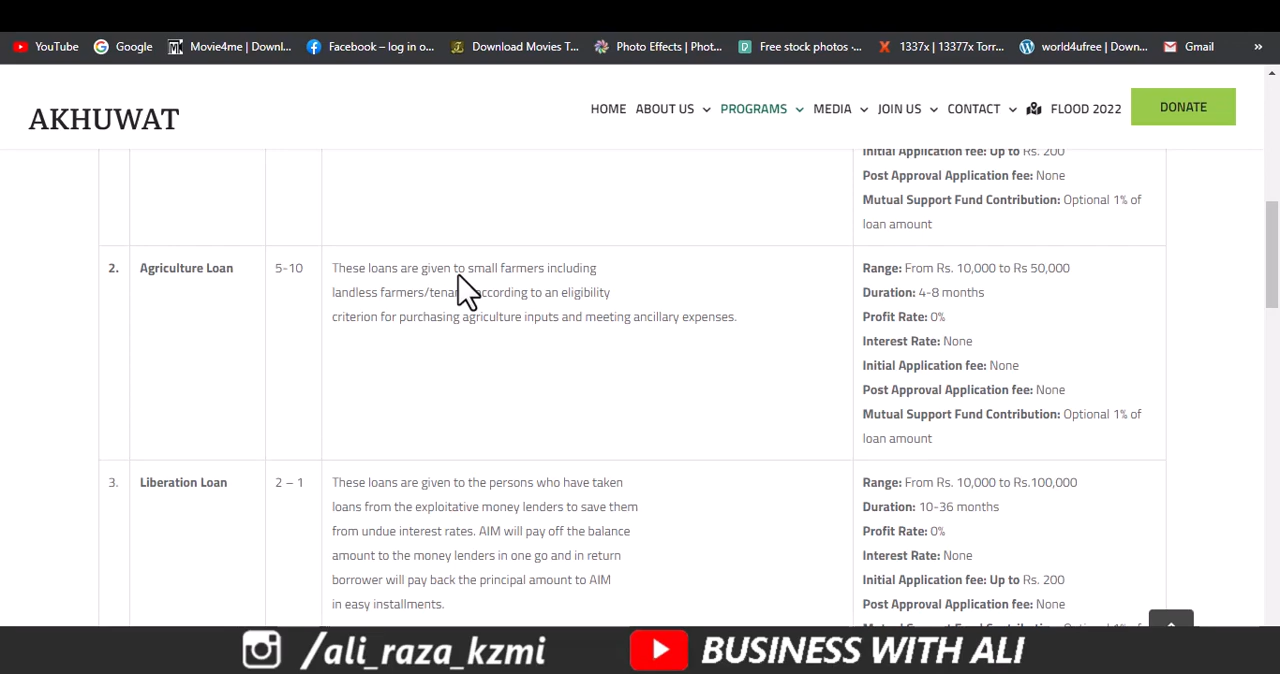 YouTube Google Movie4me | Downl... Facebook – log in o... Download Movies T... Photo Effects | Phot... Free stock photos ·... 1337x | 13377x Torr... world4ufree | Down... Gmail »
AKHUWAT
HOME ABOUT US PROGRAMS MEDIA JOIN US CONTACT FLOOD 2022 DONATE
Initial Application fee: Up to Rs. 200
Post Approval Application fee: None
Mutual Support Fund Contribution: Optional 1% of
loan amount
2. Agriculture Loan 5-10
These loans are given to small farmers including
landless farmers/tenan according to an eligibility
criterion for purchasing agriculture inputs and meeting ancillary expenses.
Range: From Rs. 10,000 to Rs 50,000
Duration: 4-8 months
Profit Rate: 0%
Interest Rate: None
Initial Application fee: None
Post Approval Application fee: None
Mutual Support Fund Contribution: Optional 1% of
loan amount
3. Liberation Loan 2 – 1
These loans are given to the persons who have taken
loans from the exploitative money lenders to save them
from undue interest rates. AIM will pay off the balance
amount to the money lenders in one go and in return
borrower will pay back the principal amount to AIM
in easy installments.
Range: From Rs. 10,000 to Rs.100,000
Duration: 10-36 months
Profit Rate: 0%
Interest Rate: None
Initial Application fee: Up to Rs. 200
Post Approval Application fee: None
/ali_raza_kzmi BUSINESS WITH ALI